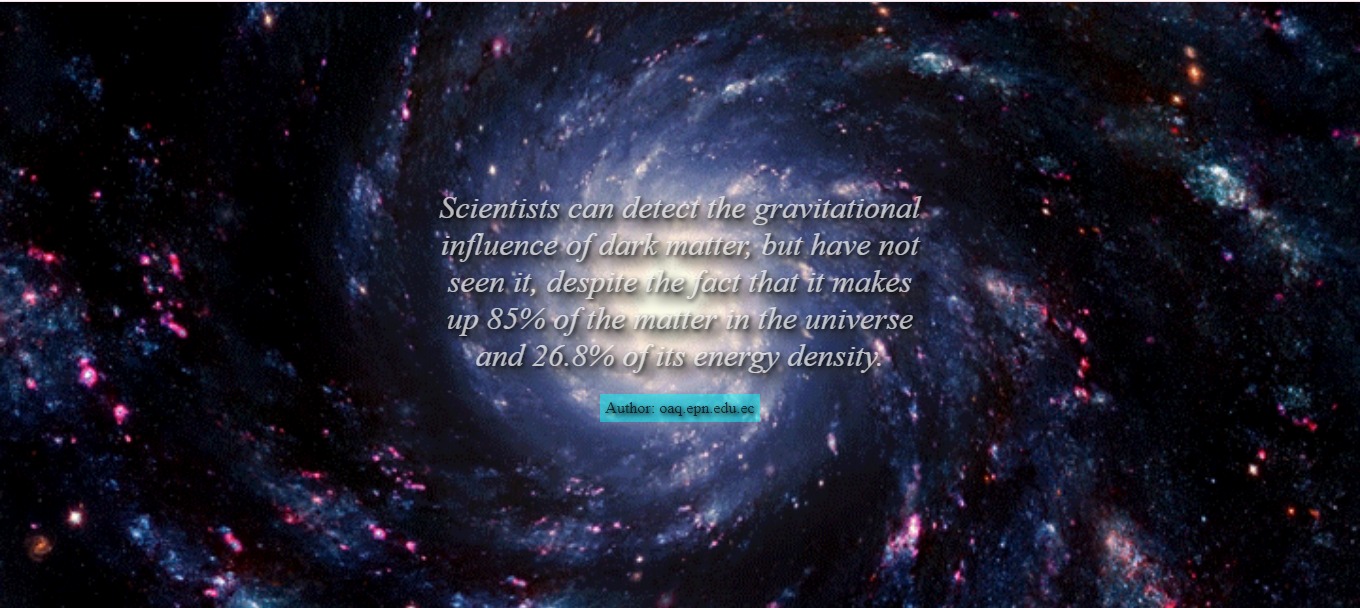 Scientists can detect the gravitational
influence of dark matter, but have not
seen it, despite the fact that it makes
up 85% of the matter in the universe
and 26.8% of its energy density.
Author: oaq.epn.edu.ec